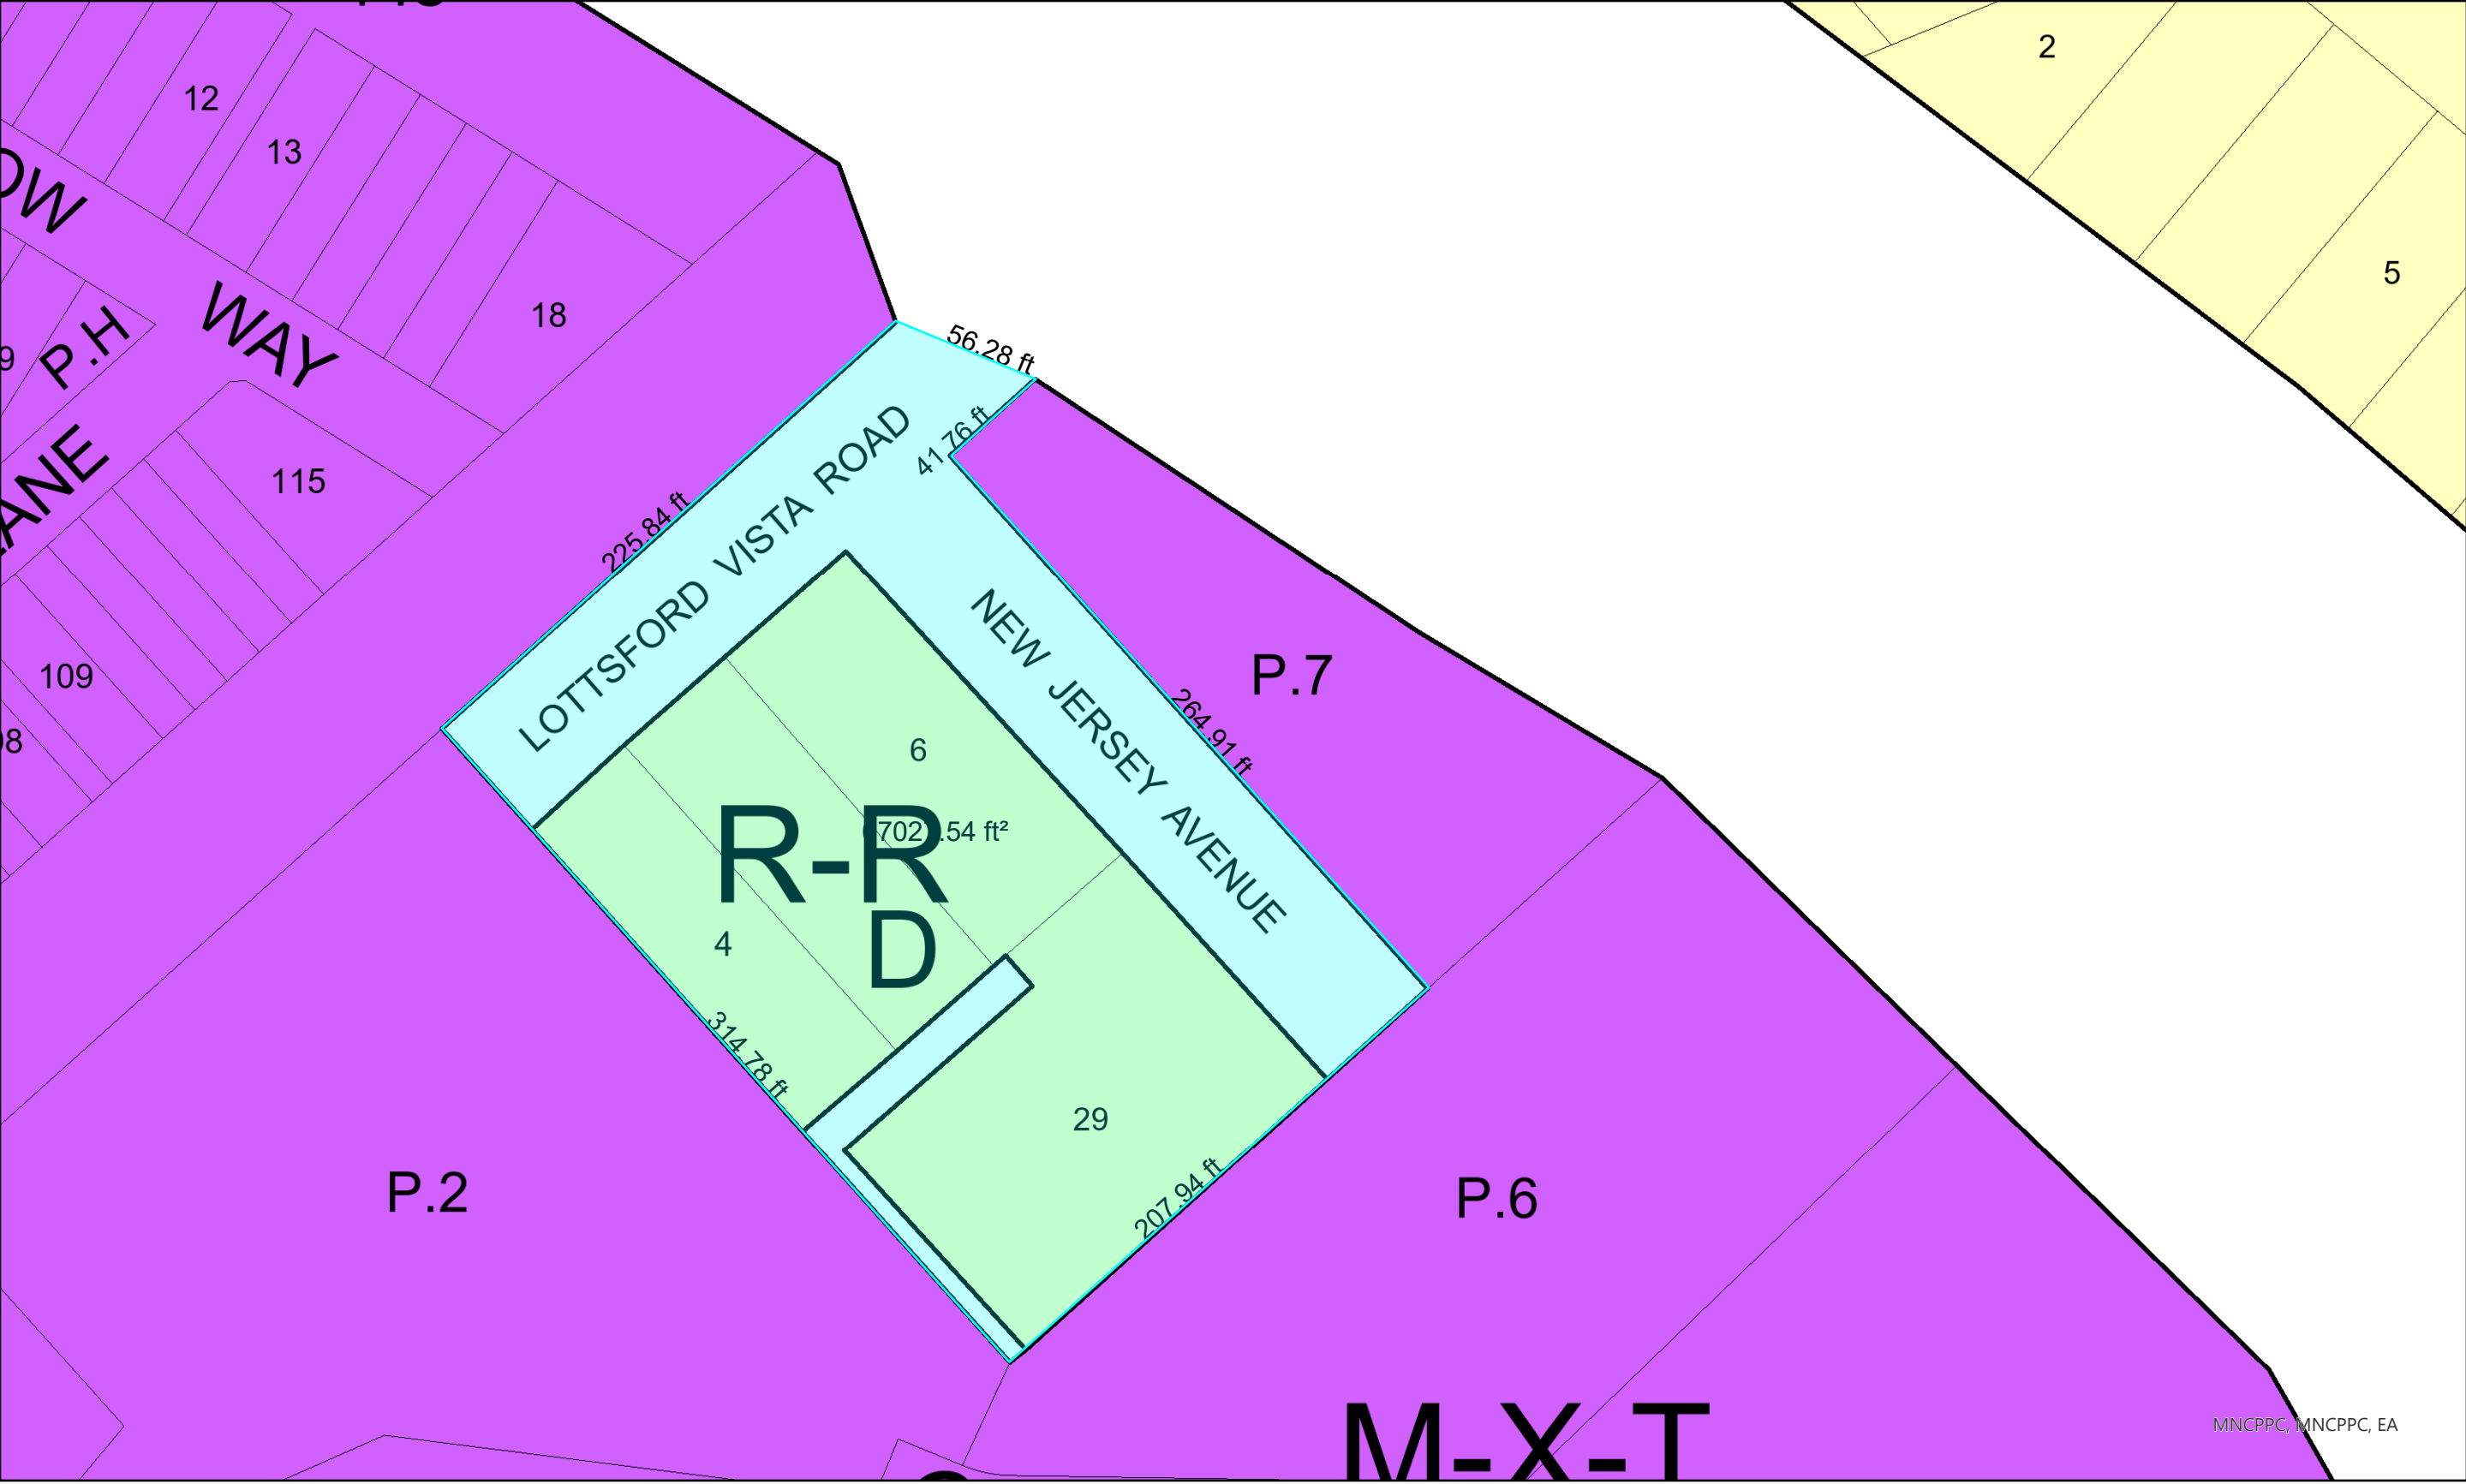 2
12
13
5
WAY
18
P.H
56.28 ft
41.76 ft
115
225.84 ft
LOTTSFORD VISTA ROAD
NEW JERSEY AVENUE
P.7
109
264.91 ft
6
R-R
D
4
314.78 ft
29
207.94 ft
P.2
P.6
M-X-T
MNCPPC, MNCPPC, EA